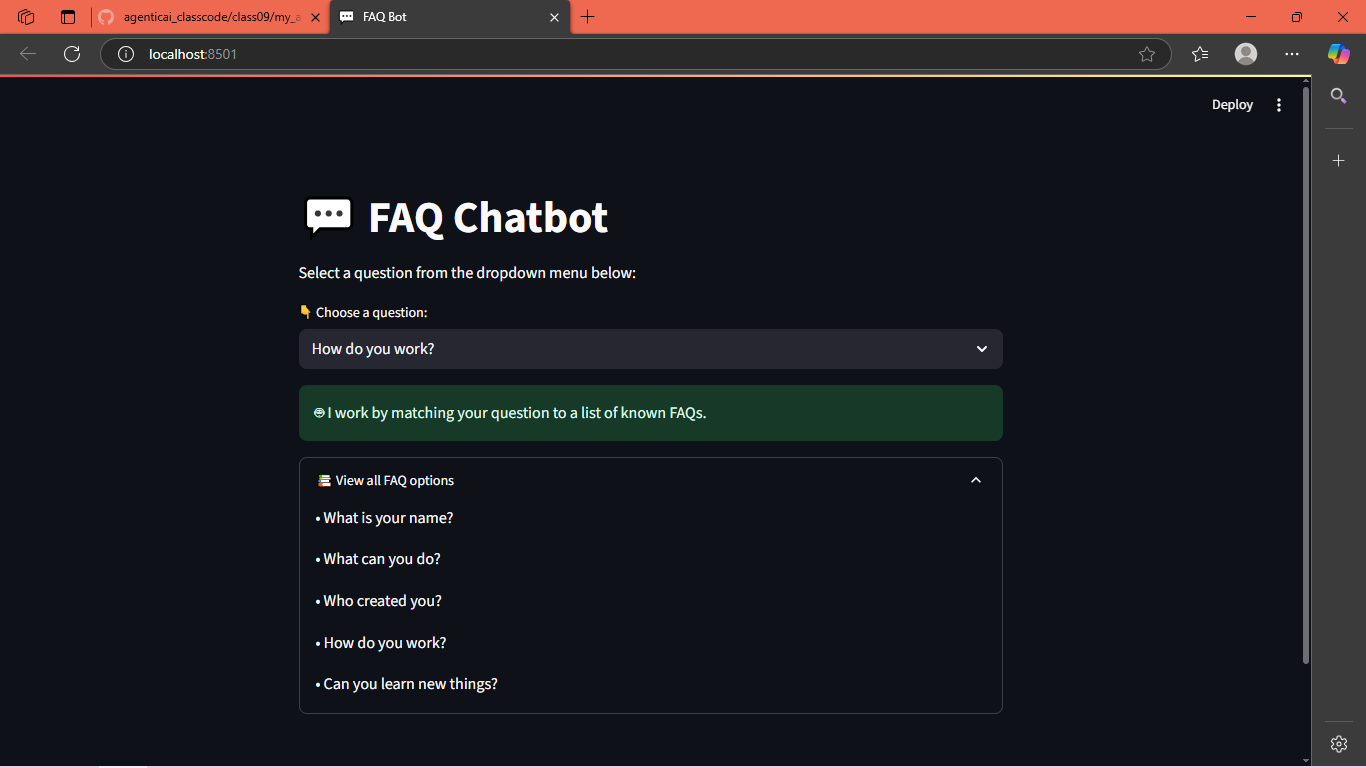 agenticai_classcode/class09/my_a
FAQ Bot
localhost:8501
Deploy
💬 FAQ Chatbot
Select a question from the dropdown menu below:
👇 Choose a question:
How do you work?
🤖 I work by matching your question to a list of known FAQs.
📚 View all FAQ options
• What is your name?
• What can you do?
• Who created you?
• How do you work?
• Can you learn new things?